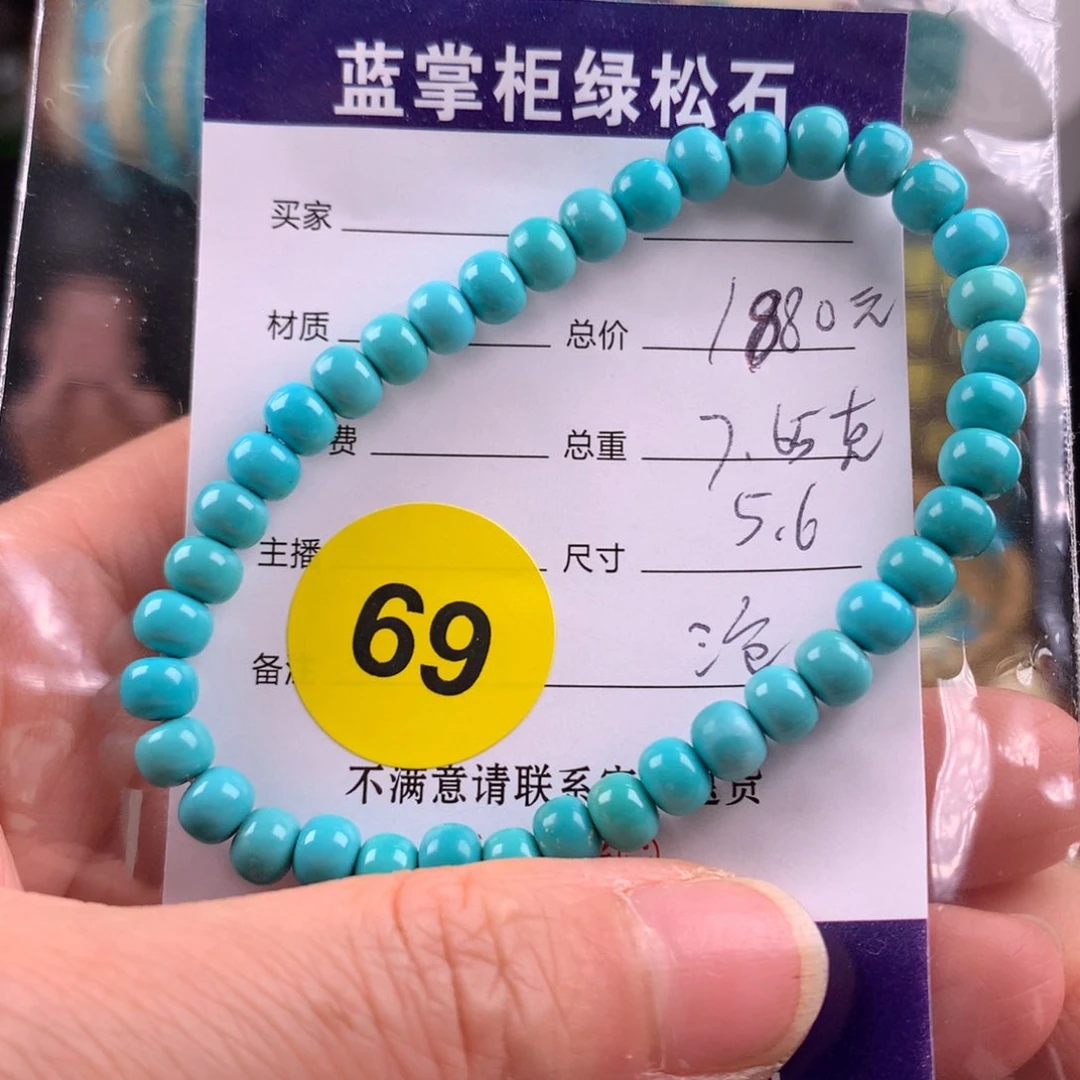 蓝掌柜绿松石
买家
材质 总价 1880元
费 总重 7.65克
主播 尺寸 5.6
69
备
不满意请联系